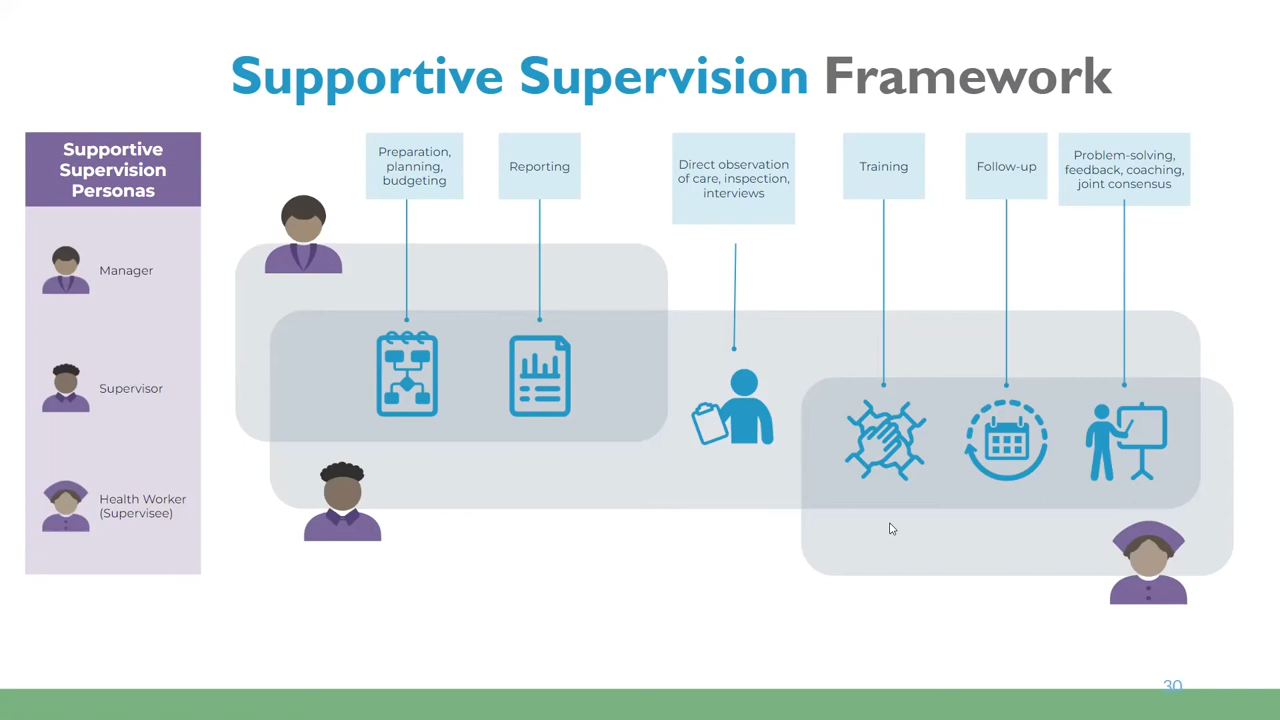 Supportive Supervision Framework
Supportive
Supervision
Personas
Manager
Supervisor
Health Worker
(Supervisee)
Preparation,
planning,
budgeting
Reporting
Direct observation
of care, inspection,
interviews
Training
Follow-up
Problem-solving,
feedback, coaching,
joint consensus
30